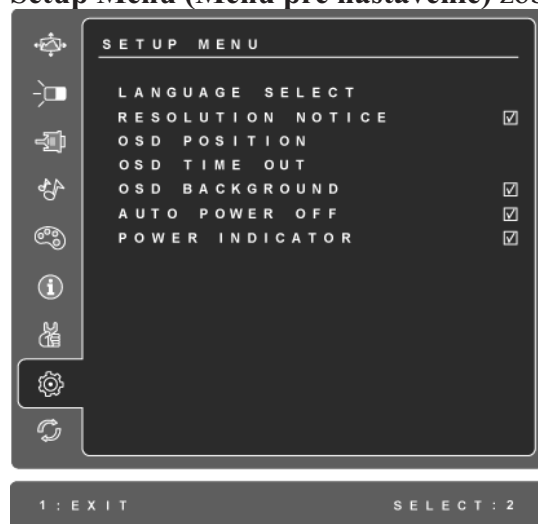 Setup Menu (Menu pre nastavenie)
SETUP MENU
LANGUAGE SELECT
RESOLUTION NOTICE ☑
OSD POSITION
OSD TIME OUT
OSD BACKGROUND ☑
AUTO POWER OFF ☑
POWER INDICATOR ☑
1:EXIT SELECT:2